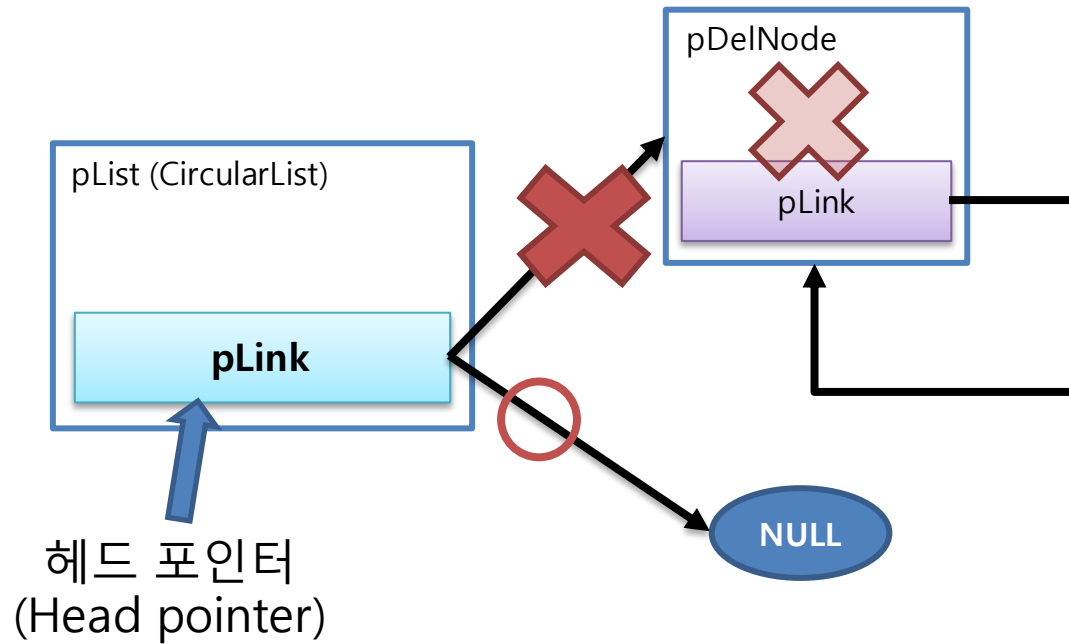 pDelNode
pLink
pList (CircularList)
pLink
NULL
헤드 포인터
(Head pointer)